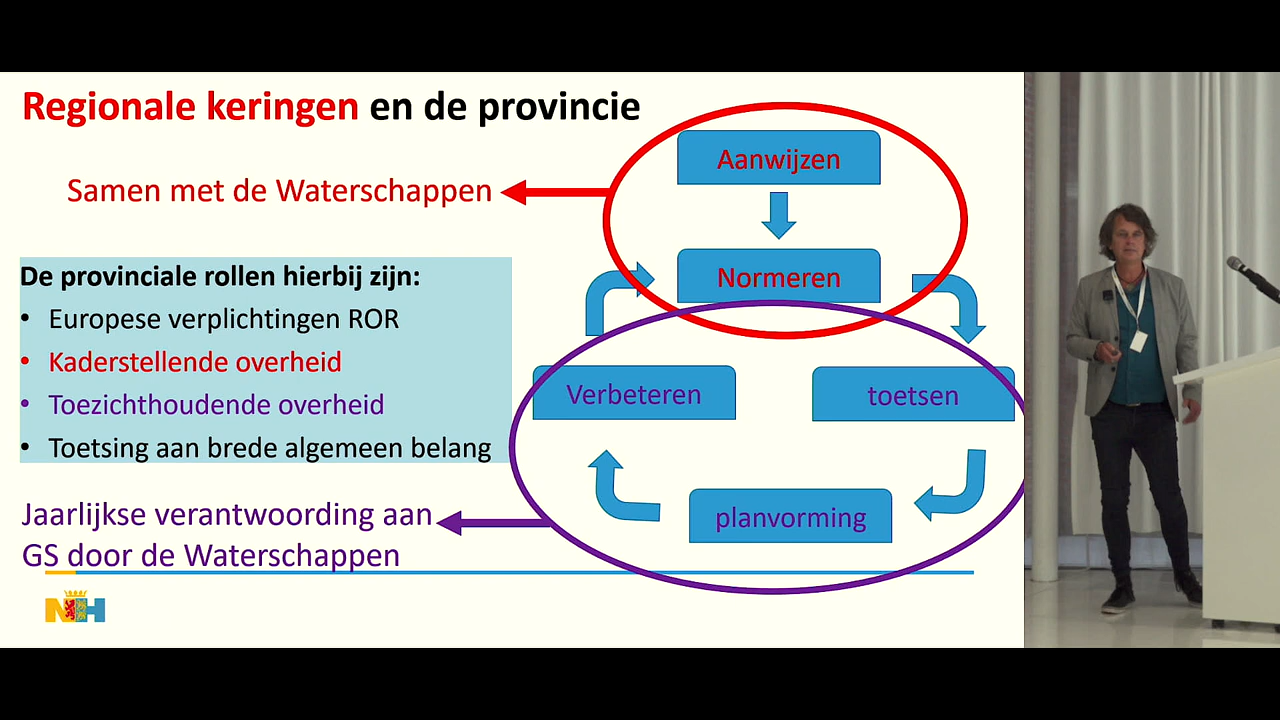 Regionale keringen en de provincie
Samen met de Waterschappen
De provinciale rollen hierbij zijn:
• Europese verplichtingen ROR
• Kaderstellende overheid
• Toezichthoudende overheid
• Toetsing aan brede algemeen belang
Jaarlijkse verantwoording aan
GS door de Waterschappen
Aanwijzen
Normeren
Verbeteren
toetsen
planvorming
NH